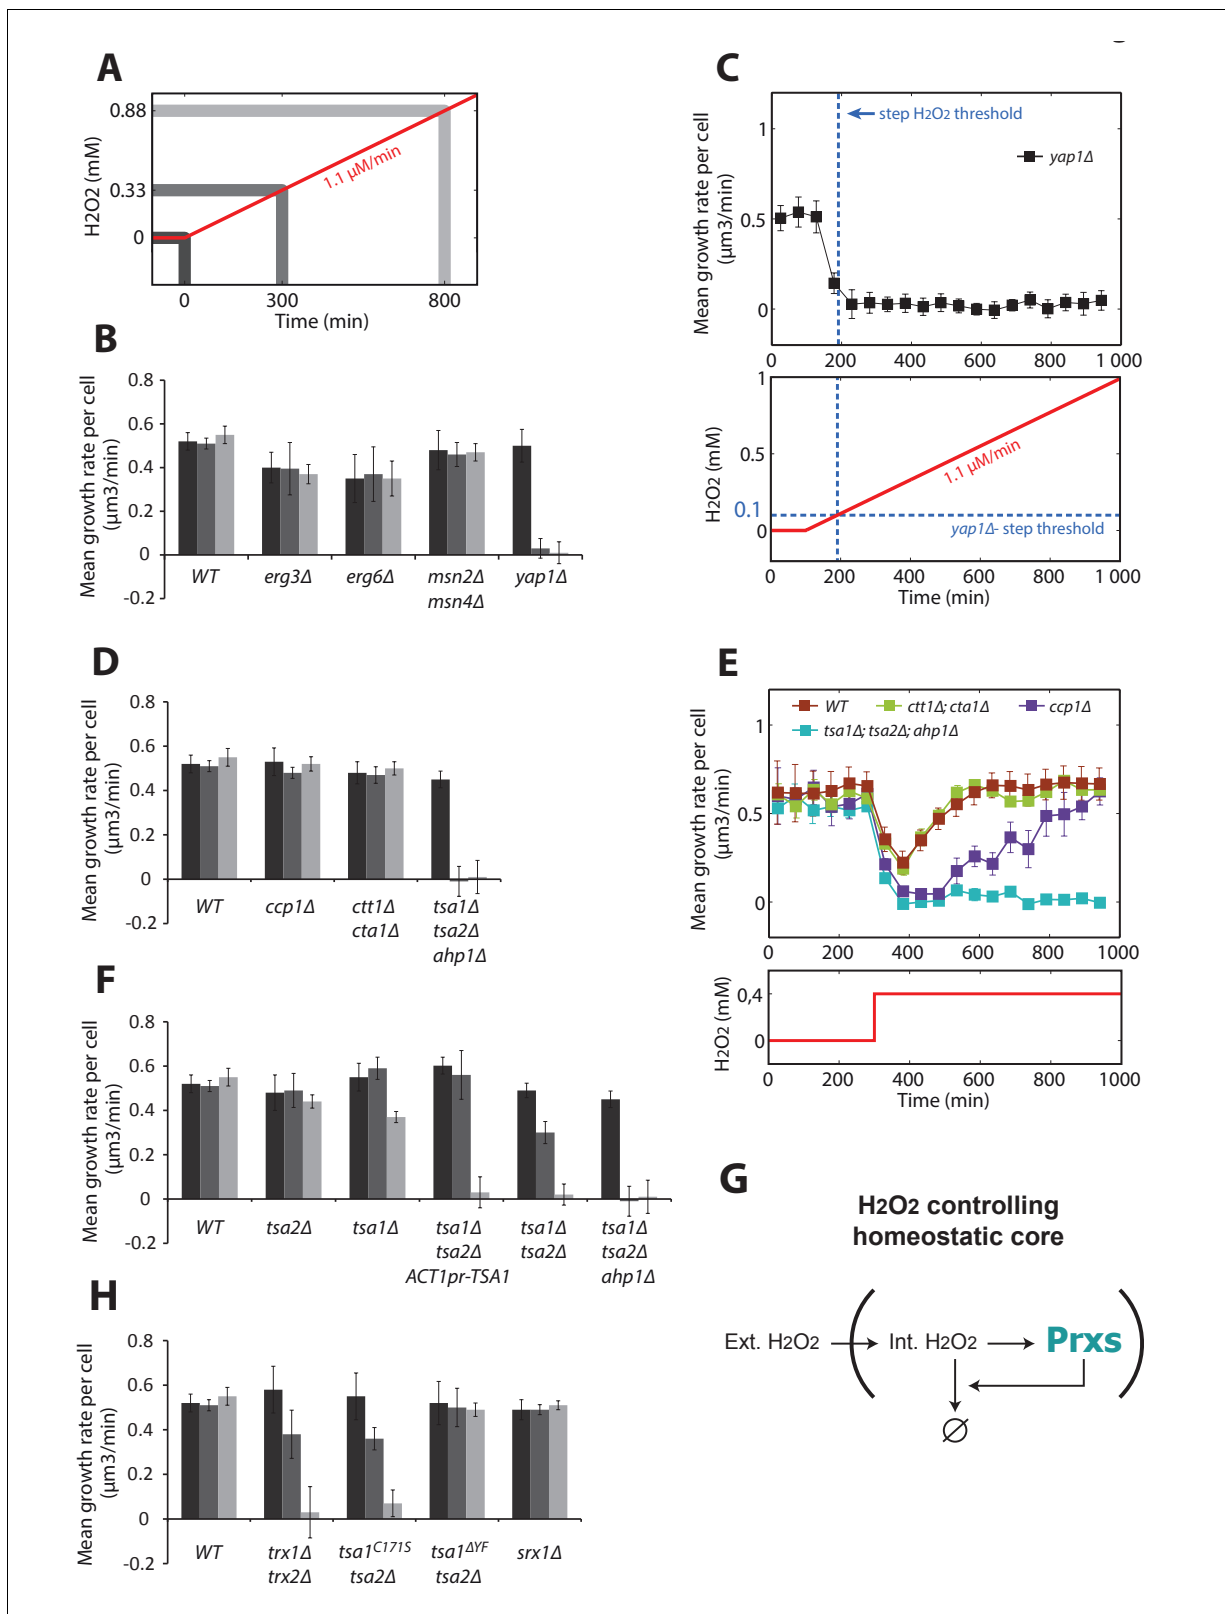 A
0.88
0.33
0
H2O2 (mM)
1.1 µM/min
0
300
800
Time (min)
B
Mean growth rate per cell
(µm3/min)
0.8
0.6
0.4
0.2
0
-0.2
WT
erg3Δ
erg6Δ
msn2Δ
msn4Δ
yap1Δ
C
Mean growth rate per cell
(µm3/min)
1
0.5
0
step H2O2 threshold
yap1Δ
0
200
400
600
800
1 000
H2O2 (mM)
1
0.5
0.1
0
1.1 µM/min
yap1Δ- step threshold
0
200
400
600
800
1 000
Time (min)
D
Mean growth rate per cell
(µm3/min)
0.8
0.6
0.4
0.2
0
-0.2
WT
ccp1Δ
ctt1Δ
cta1Δ
tsa1Δ
tsa2Δ
ahp1Δ
E
Mean growth rate per cell
(µm3/min)
1
0.5
0
WT
ctt1Δ; cta1Δ
ccp1Δ
tsa1Δ; tsa2Δ; ahp1Δ
0
200
400
600
800
1000
H2O2 (mM)
0,4
0
0
200
400
600
800
1000
Time (min)
F
Mean growth rate per cell
(µm3/min)
0.8
0.6
0.4
0.2
0
-0.2
WT
tsa2Δ
tsa1Δ
tsa1Δ
tsa2Δ
ACT1pr-TSA1
tsa1Δ
tsa2Δ
tsa1Δ
tsa2Δ
ahp1Δ
G
H2O2 controlling
homeostatic core
Ext. H2O2
Int. H2O2
Prxs
∅
H
Mean growth rate per cell
(µm3/min)
0.8
0.6
0.4
0.2
0
-0.2
WT
trx1Δ
trx2Δ
tsa1C171S
tsa2Δ
tsa1ΔYF
tsa2Δ
srx1Δ